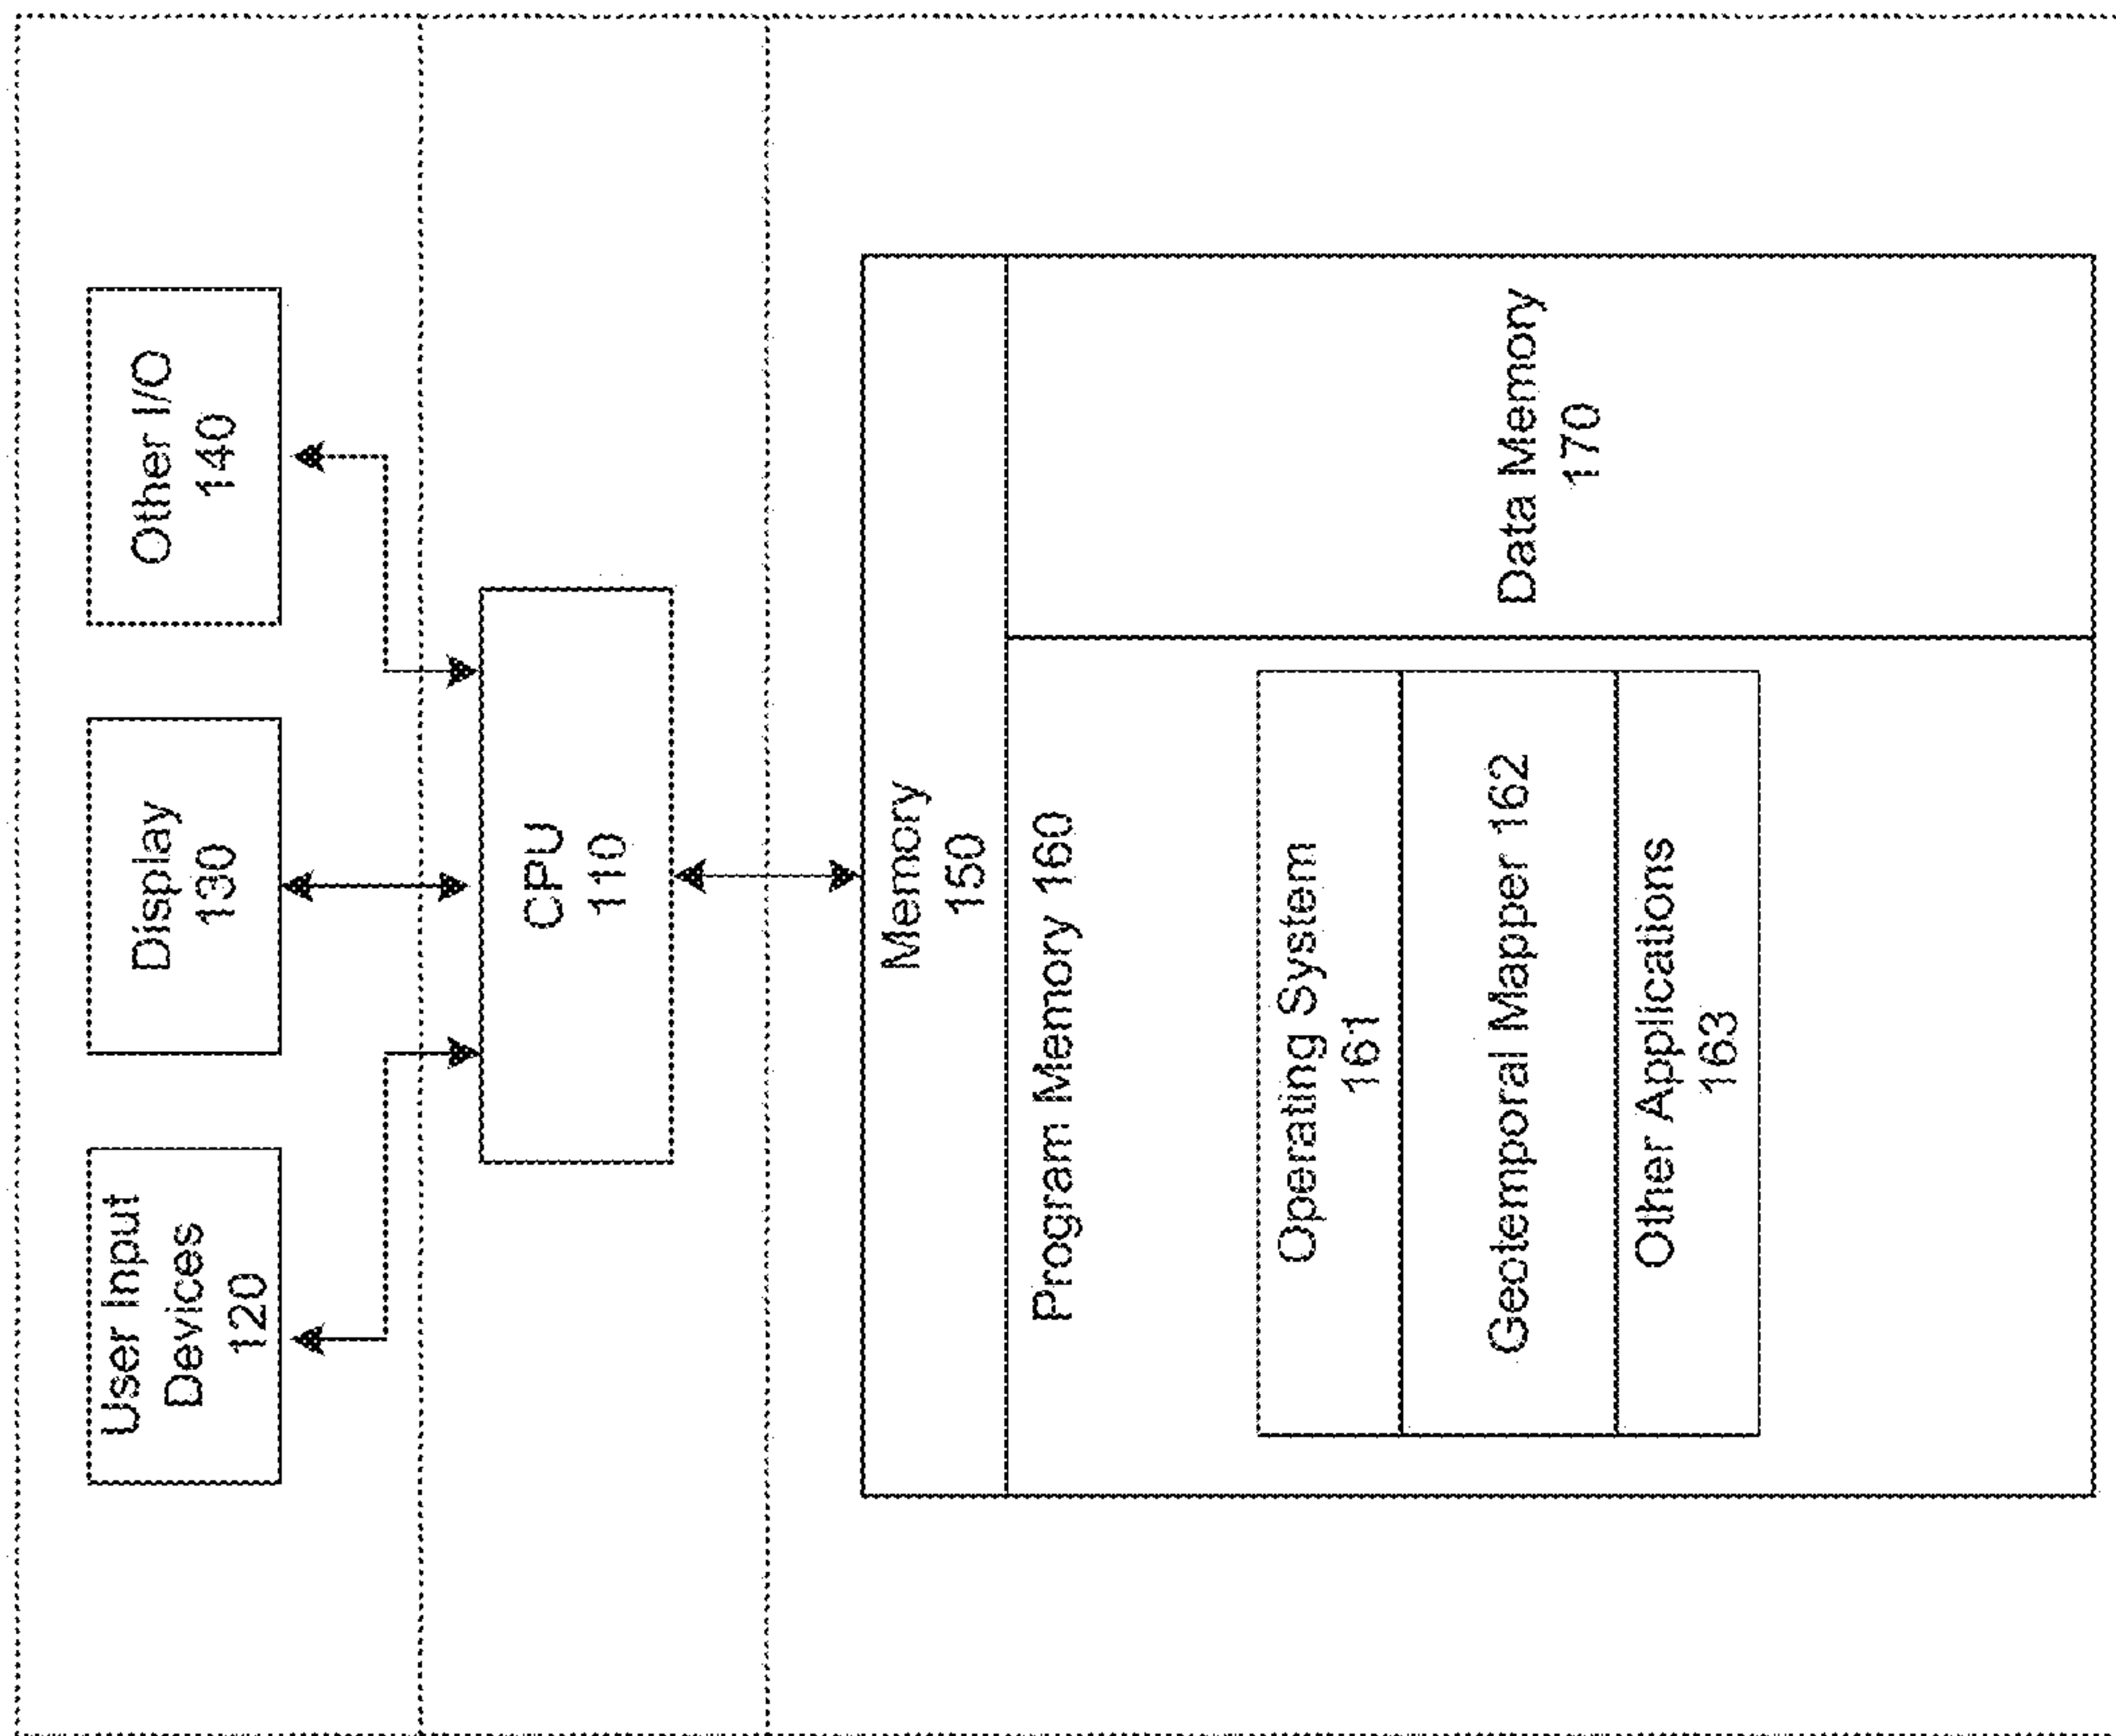 User Input
Devices
120
Display
130
Other I/O
140
CPU
110
Memory
150
Program Memory 160
Operating System
161
Geotemporal Mapper 162
Other Applications
163
Data Memory
170